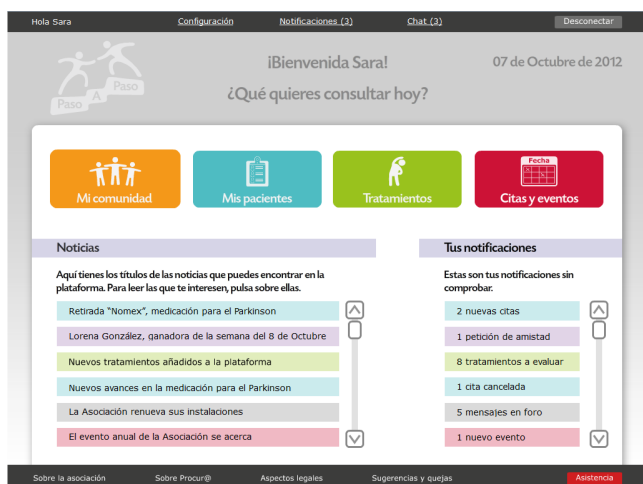 Hola Sara
Configuración
Notificaciones (3)
Chat (3)
Desconectar
Paso A Paso
¡Bienvenida Sara!
07 de Octubre de 2012
¿Qué quieres consultar hoy?
Mi comunidad
Mis pacientes
Tratamientos
Fecha
Citas y eventos
Noticias
Aquí tienes los títulos de las noticias que puedes encontrar en la
plataforma. Para leer las que te interesen, pulsa sobre ellas.
Retirada "Nomex", medicación para el Parkinson
Lorena González, ganadora de la semana del 8 de Octubre
Nuevos tratamientos añadidos a la plataforma
Nuevos avances en la medicación para el Parkinson
La Asociación renueva sus instalaciones
El evento anual de la Asociación se acerca
Tus notificaciones
Estas son tus notificaciones sin
comprobar.
2 nuevas citas
1 petición de amistad
8 tratamientos a evaluar
1 cita cancelada
5 mensajes en foro
1 nuevo evento
Sobre la asociación
Sobre Procur@
Aspectos legales
Sugerencias y quejas
Asistencia